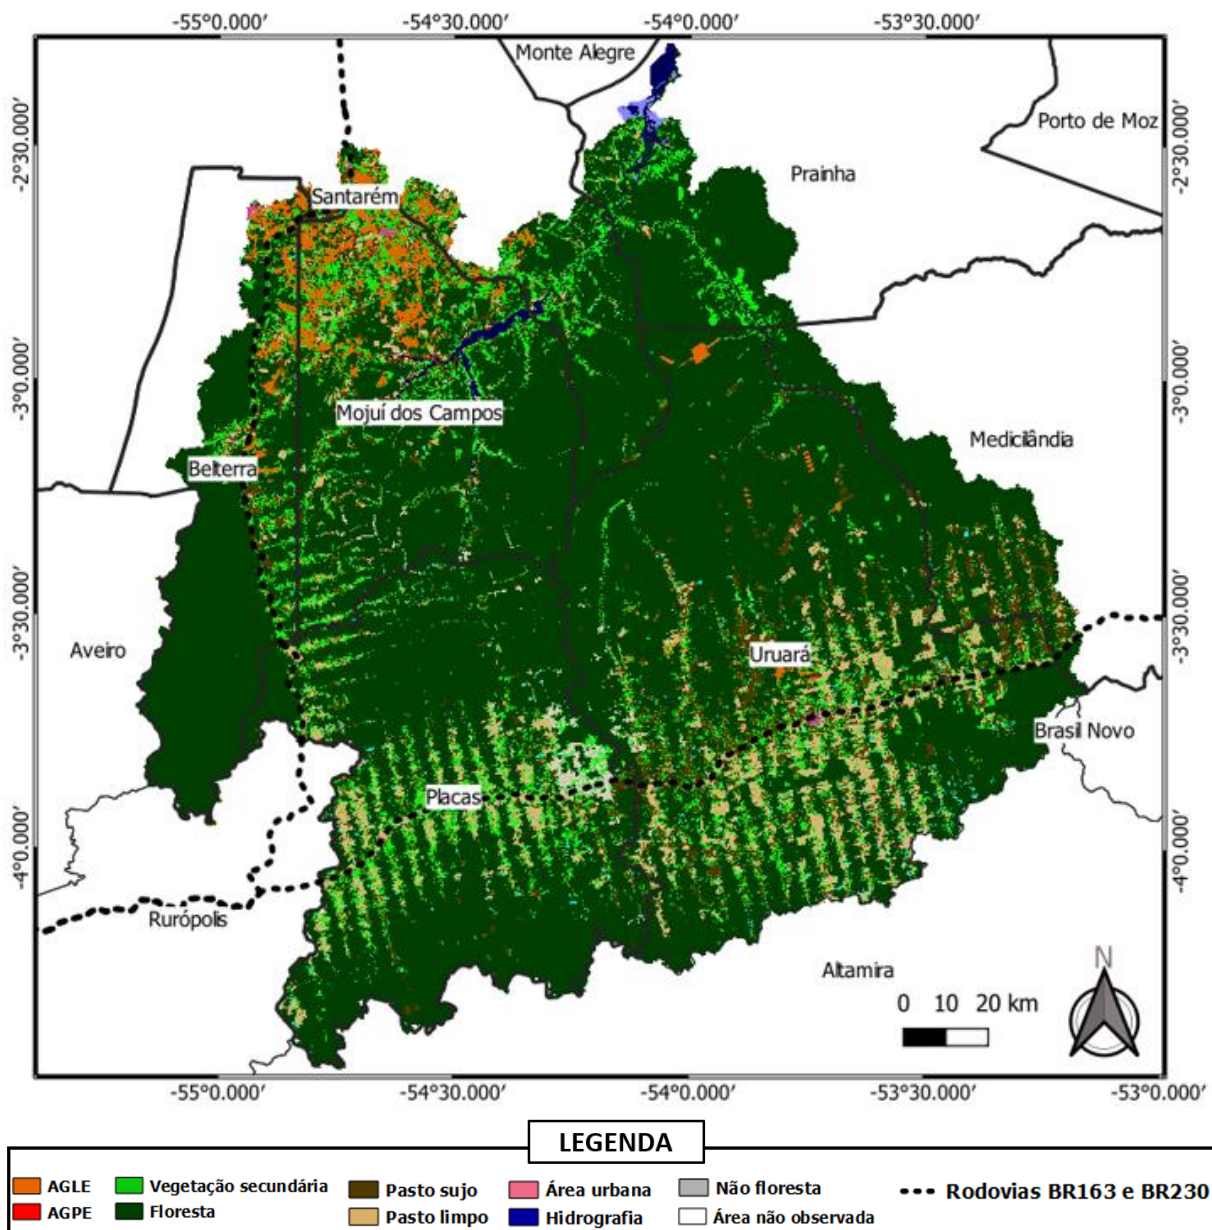 -55°0.000′ -54°30.000′ -54°0.000′ -53°30.000′
Monte Alegre
-2°30.000′ Porto de Moz -2°30.000′
Prainha
Santarém
-3°0.000′ -3°0.000′
Mojuí dos Campos
Medicilândia
Belterra
-3°30.000′ -3°30.000′
Aveiro
Uruará
Brasil Novo
Placas
-4°0.000′ -4°0.000′
Rurópolis
Altamira
N
0 10 20 km
-55°0.000′ -54°30.000′ -54°0.000′ -53°30.000′ -53°0.000′
LEGENDA
AGLE Vegetação secundária Pasto sujo Área urbana Não floresta Rodovias BR163 e BR230
AGPE Floresta Pasto limpo Hidrografia Área não observada